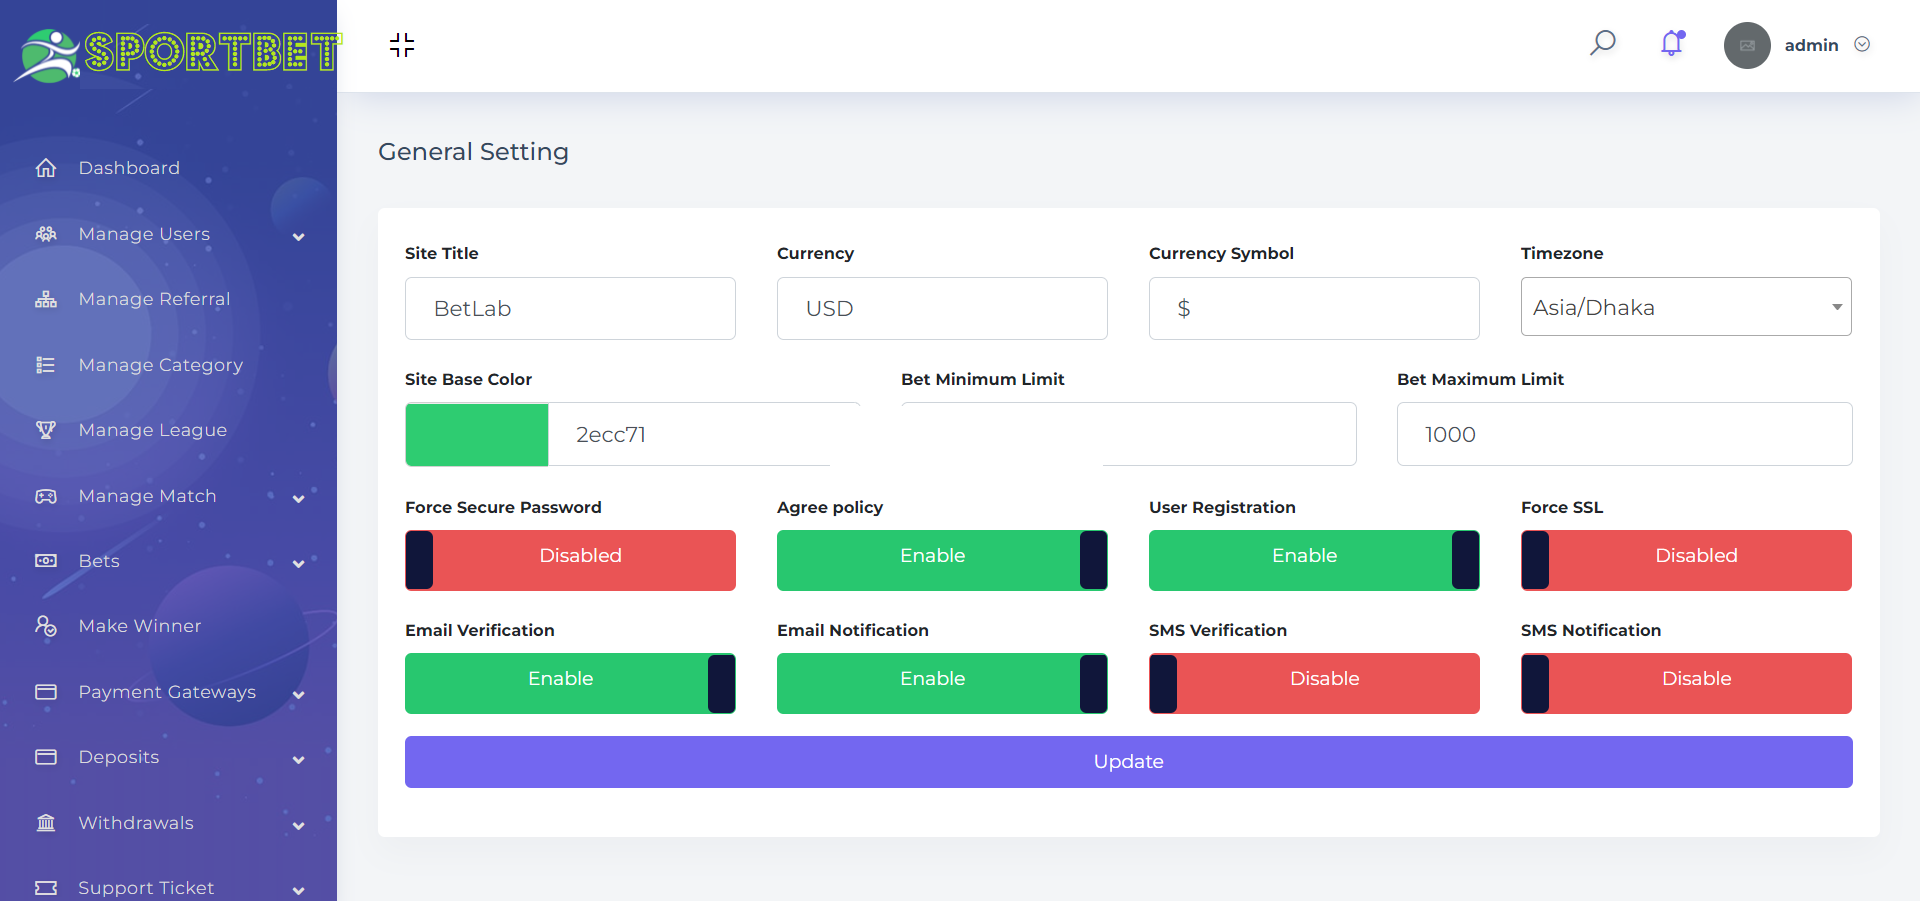 SPORTBET
admin
Dashboard
Manage Users
Manage Referral
Manage Category
Manage League
Manage Match
Bets
Make Winner
Payment Gateways
Deposits
Withdrawals
Support Ticket
General Setting
Site Title
Currency
Currency Symbol
Timezone
BetLab
USD
$
Asia/Dhaka
Site Base Color
Bet Minimum Limit
Bet Maximum Limit
2ecc71
1000
Force Secure Password
Agree policy
User Registration
Force SSL
Disabled
Enable
Enable
Disabled
Email Verification
Email Notification
SMS Verification
SMS Notification
Enable
Enable
Disable
Disable
Update